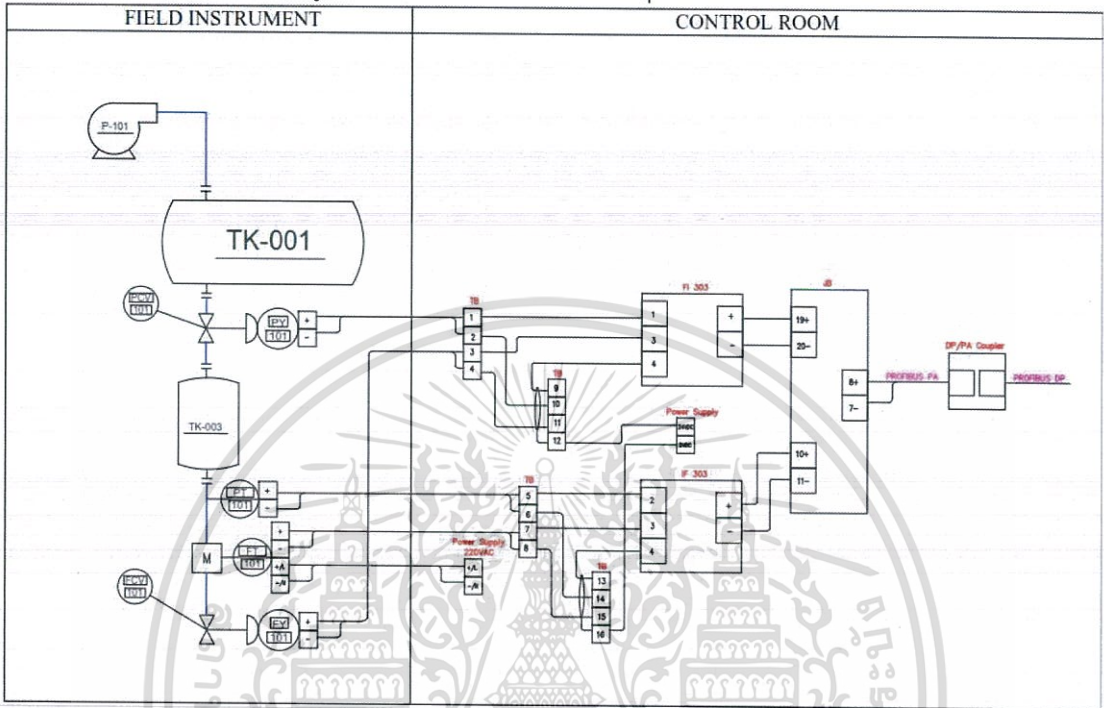 FIELD INSTRUMENT
CONTROL ROOM
P-101
TK-001
PCV
101
PY
101
+
-
TB
1
2
3
4
FI 303
1
3
4
+
-
JB
19+
20-
8+
7-
10+
11-
DP/PA Coupler
PROFIBUS PA
PROFIBUS DP
TB
9
10
11
12
Power Supply
24VDC
0VDC
TK-003
PT
101
+
-
M
FT
101
+
-
+/L
-/N
Power Supply
220VAC
+/L
-/N
TB
5
6
7
8
IF 303
2
3
4
+
-
TB
13
14
15
16
FCV
101
FY
101
+
-